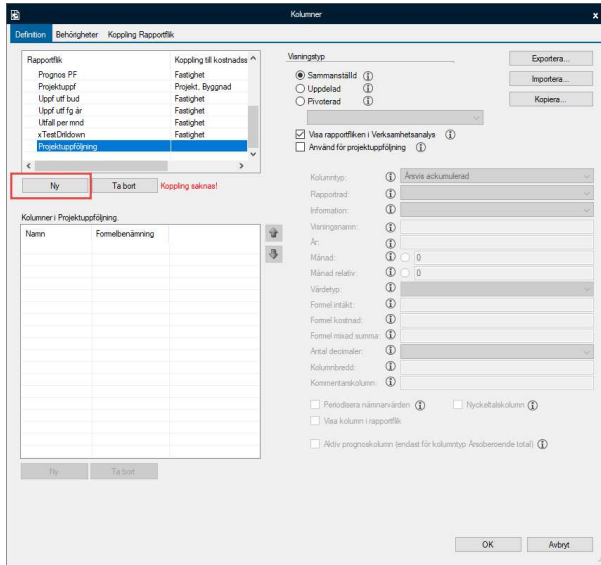 Kolumner
x
Definition Behörigheter Koppling Rapportflik
Rapportflik Koppling till kostnadss
Prognos PF Fastighet
Projektuppf Projekt, Byggnad
Uppf utf bud Fastighet
Uppf utf fg år Fastighet
Utfall per mnd Fastighet
xTestDrildown Fastighet
Projektuppföljning
Ny Ta bort Koppling saknas!
Kolumner i Projektuppföljning.
Namn Formelbenämning
Ny Ta bort
Visningstyp
Sammanställd
Uppdelad
Pivoterad
Exportera...
Importera...
Kopiera...
Visa rapportfliken i Verksamhetsanalys
Använd för projektuppföljning
Kolumntyp: Årsvis ackumulerad
Rapportrad:
Information:
Visningsnamn:
År:
Månad: 0
Månad relativ: 0
Värdetyp:
Formel intäkt:
Formel kostnad:
Formel mixad summa:
Antal decimaler:
Kolumnbredd:
Kommentarskolumn:
Periodisera nämnarvärden Nyckeltalskolumn
Visa kolumn i rapportflik
Aktiv prognoskolumn (endast för kolumntyp Årsoberoende total)
OK Avbryt